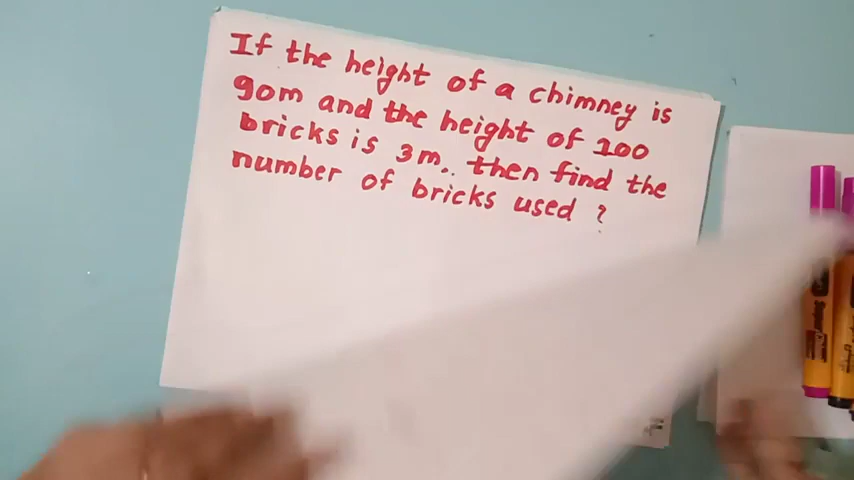 If the height of a chimney is
90m and the height of 100
bricks is 3m.. then find the
number of bricks used ?